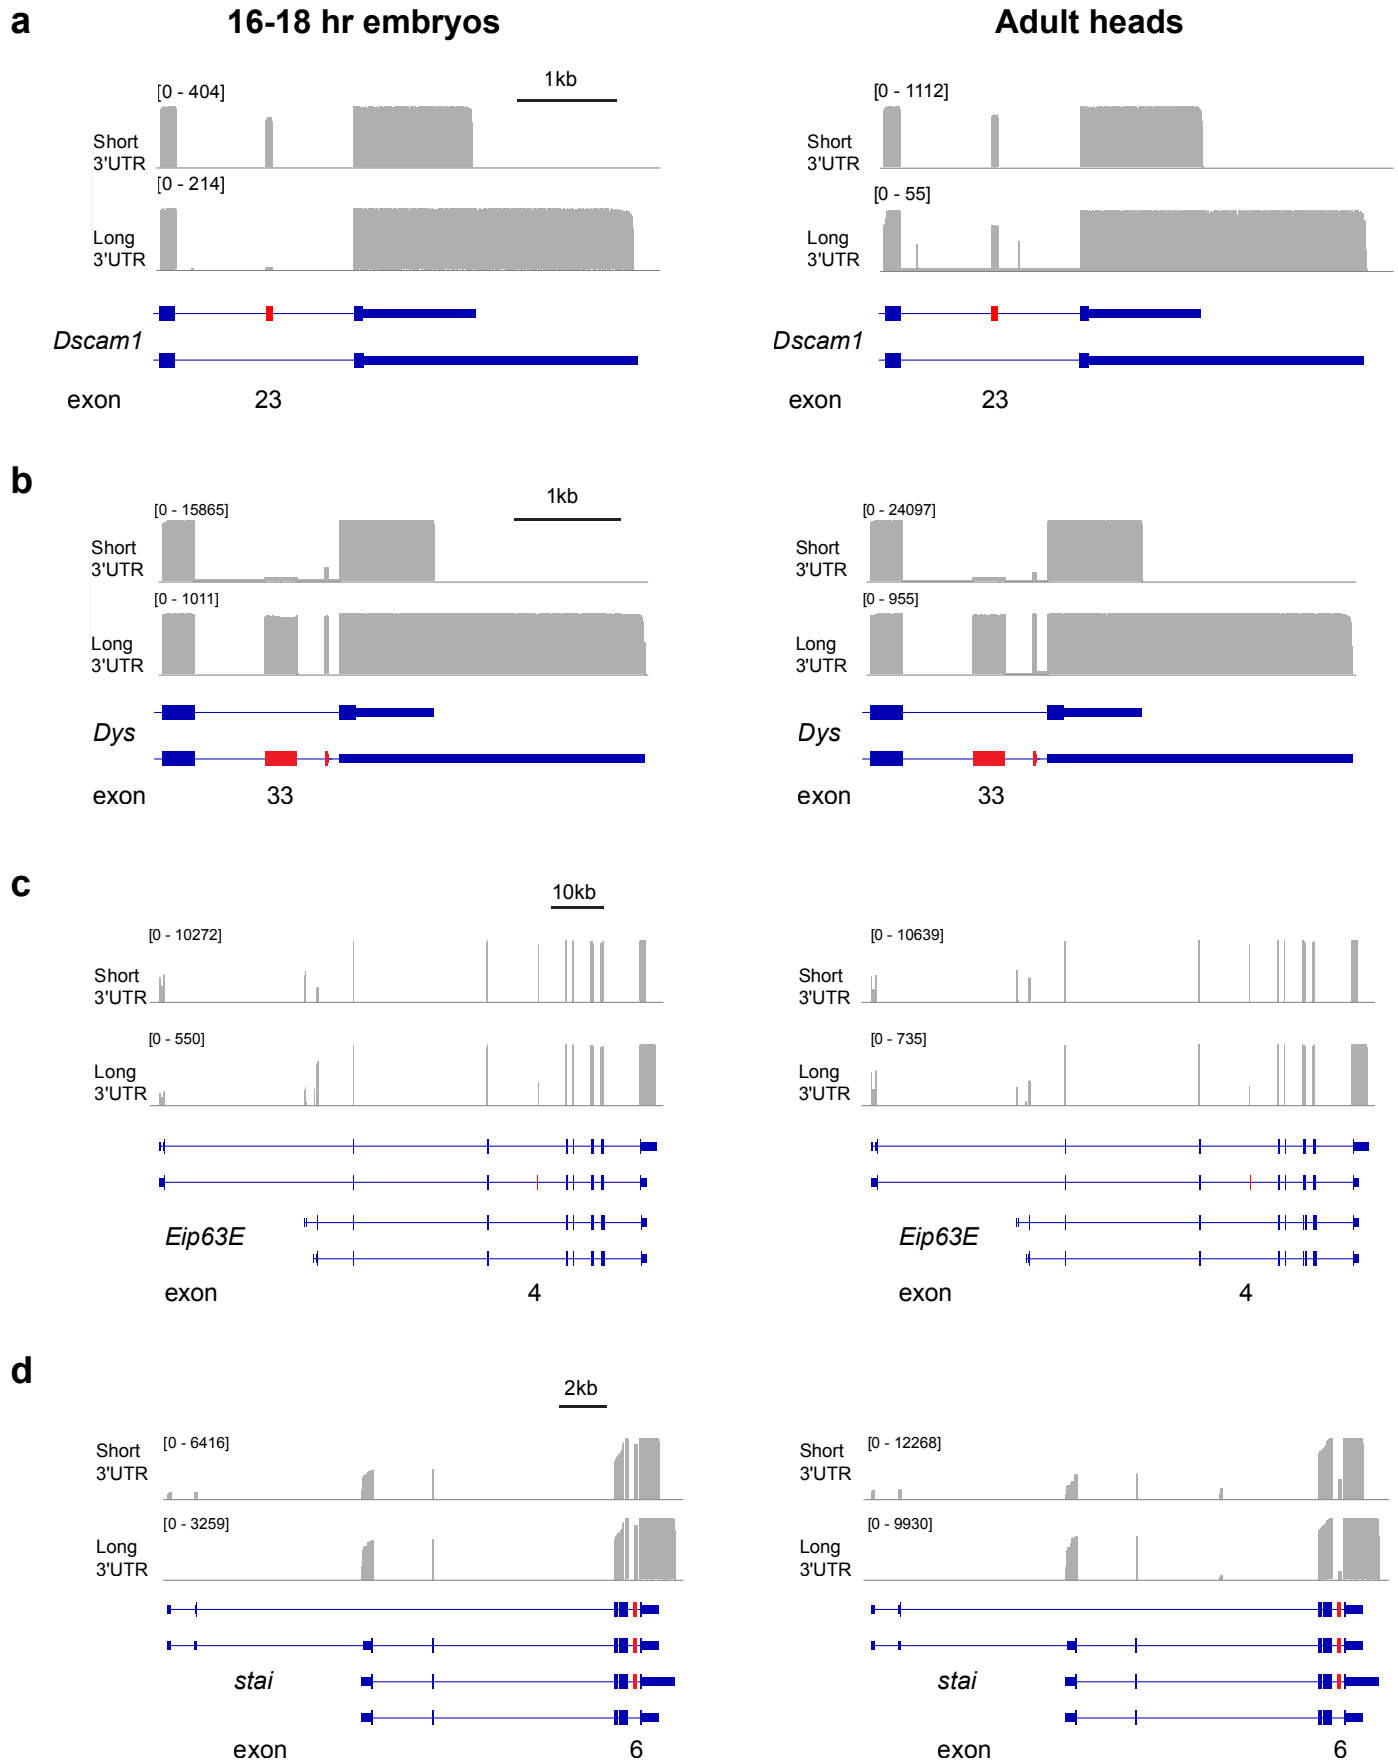 a
16-18 hr embryos
Adult heads
[0 - 404]
1kb
Short
3'UTR
[0 - 214]
Long
3'UTR
Dscam1
exon
23
[0 - 1112]
Short
3'UTR
[0 - 55]
Long
3'UTR
Dscam1
exon
23
b
[0 - 15865]
1kb
Short
3'UTR
[0 - 1011]
Long
3'UTR
Dys
exon
33
[0 - 24097]
Short
3'UTR
[0 - 955]
Long
3'UTR
Dys
exon
33
c
10kb
[0 - 10272]
Short
3'UTR
[0 - 550]
Long
3'UTR
Eip63E
exon
4
[0 - 10639]
Short
3'UTR
[0 - 735]
Long
3'UTR
Eip63E
exon
4
d
2kb
[0 - 6416]
Short
3'UTR
[0 - 3259]
Long
3'UTR
stai
exon
6
[0 - 12268]
Short
3'UTR
[0 - 9930]
Long
3'UTR
stai
exon
6